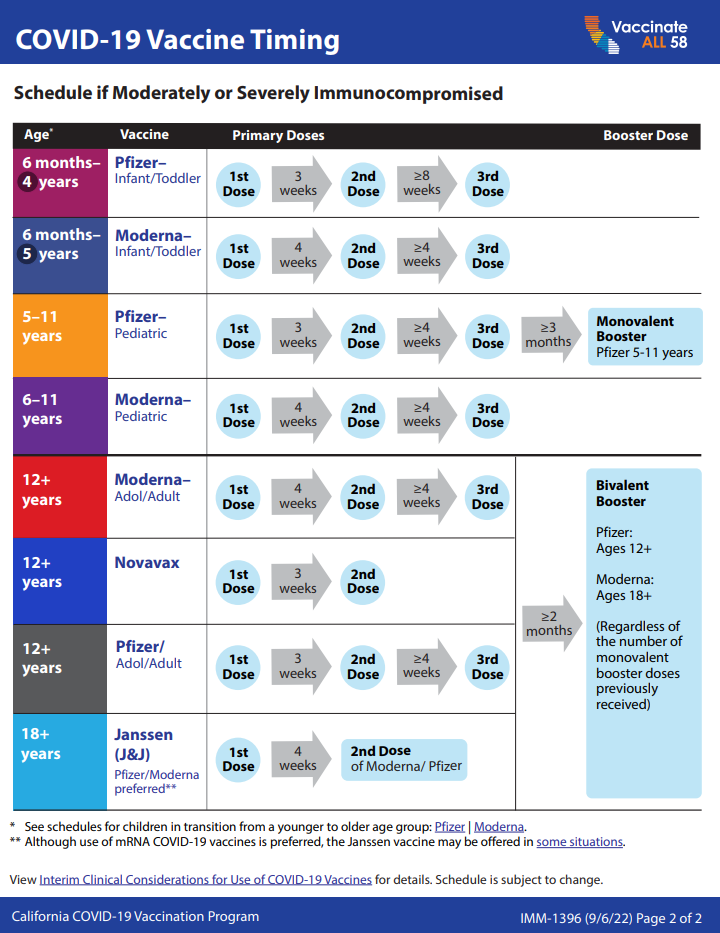 COVID-19 Vaccine Timing
Vaccinate
ALL 58
Schedule if Moderately or Severely Immunocompromised
Age* Vaccine Primary Doses Booster Dose
6 months–
4 years
Pfizer–
Infant/Toddler
1st
Dose
3
weeks
2nd
Dose
≥8
weeks
3rd
Dose
6 months–
5 years
Moderna–
Infant/Toddler
1st
Dose
4
weeks
2nd
Dose
≥4
weeks
3rd
Dose
5–11
years
Pfizer–
Pediatric
1st
Dose
3
weeks
2nd
Dose
≥4
weeks
3rd
Dose
≥3
months
Monovalent
Booster
Pfizer 5-11 years
6–11
years
Moderna–
Pediatric
1st
Dose
4
weeks
2nd
Dose
≥4
weeks
3rd
Dose
12+
years
Moderna–
Adol/Adult
1st
Dose
4
weeks
2nd
Dose
≥4
weeks
3rd
Dose
12+
years
Novavax
1st
Dose
3
weeks
2nd
Dose
12+
years
Pfizer/
Adol/Adult
1st
Dose
3
weeks
2nd
Dose
≥4
weeks
3rd
Dose
18+
years
Janssen
(J&J)
Pfizer/Moderna
preferred**
1st
Dose
4
weeks
2nd Dose
of Moderna/ Pfizer
≥2
months
Bivalent
Booster
Pfizer:
Ages 12+
Moderna:
Ages 18+
(Regardless of
the number of
monovalent
booster doses
previously
received)
* See schedules for children in transition from a younger to older age group: Pfizer | Moderna.
** Although use of mRNA COVID-19 vaccines is preferred, the Janssen vaccine may be offered in some situations.
View Interim Clinical Considerations for Use of COVID-19 Vaccines for details. Schedule is subject to change.
California COVID-19 Vaccination Program
IMM-1396 (9/6/22) Page 2 of 2